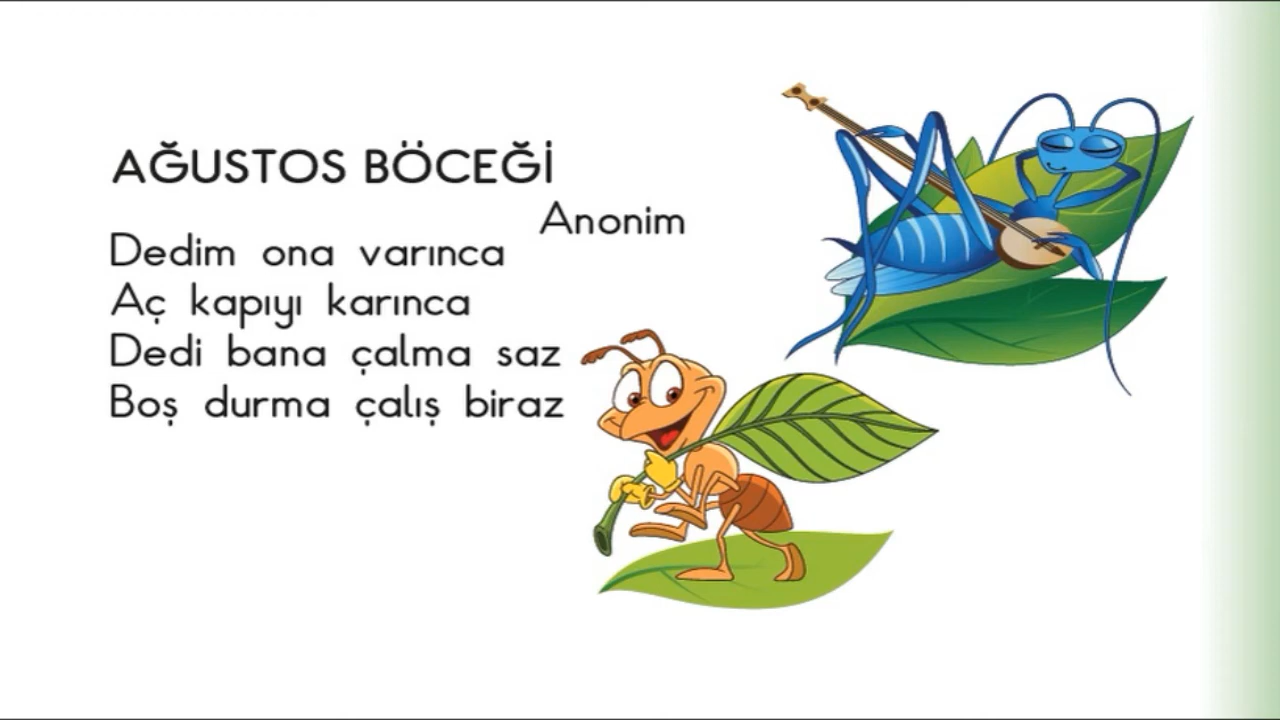 AĞUSTOS BÖCEĞİ
Anonim
Dedim ona varınca
Aç kapıyı karınca
Dedi bana çalma saz
Boş durma çalış biraz